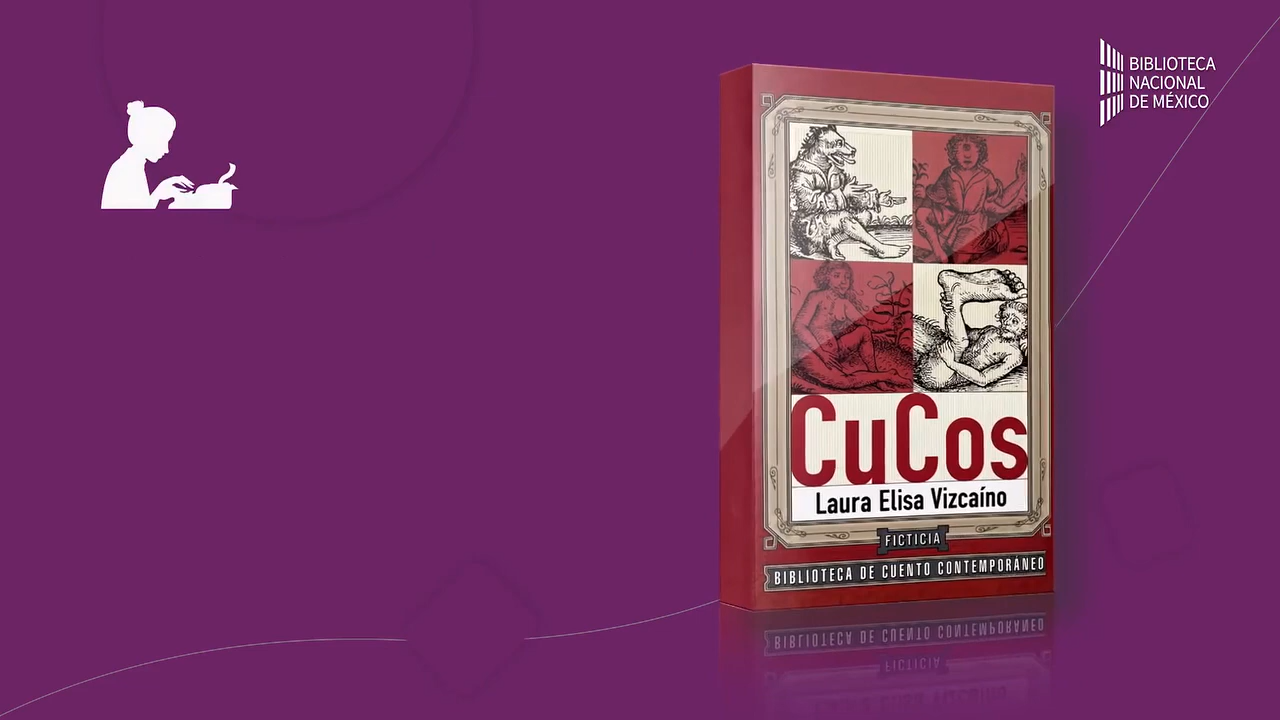 BIBLIOTECA
NACIONAL
DE MÉXICO
CuCos
Laura Elisa Vizcaíno
FICTICIA
BIBLIOTECA DE CUENTO CONTEMPORÁNEO